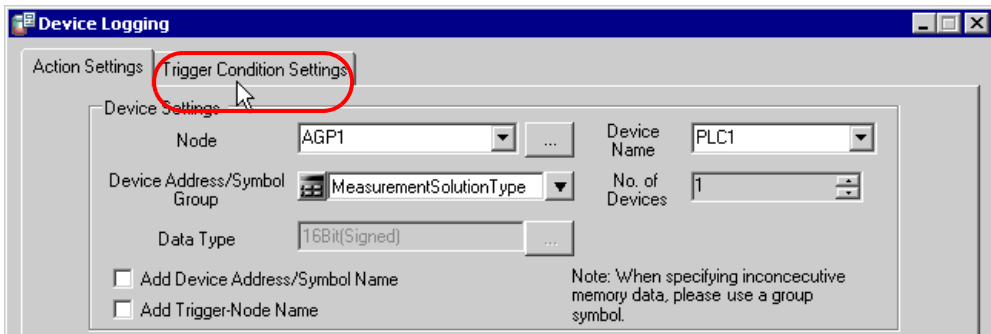 Device Logging
Action Settings
Trigger Condition Settings
Device Settings
Node
AGP1
...
Device
Name
PLC1
Device Address/Symbol
Group
MeasurementSolutionType
No. of
Devices
1
Data Type
16Bit(Signed)
...
Add Device Address/Symbol Name
Add Trigger-Node Name
Note: When specifying inconcecutive
memory data, please use a group
symbol.